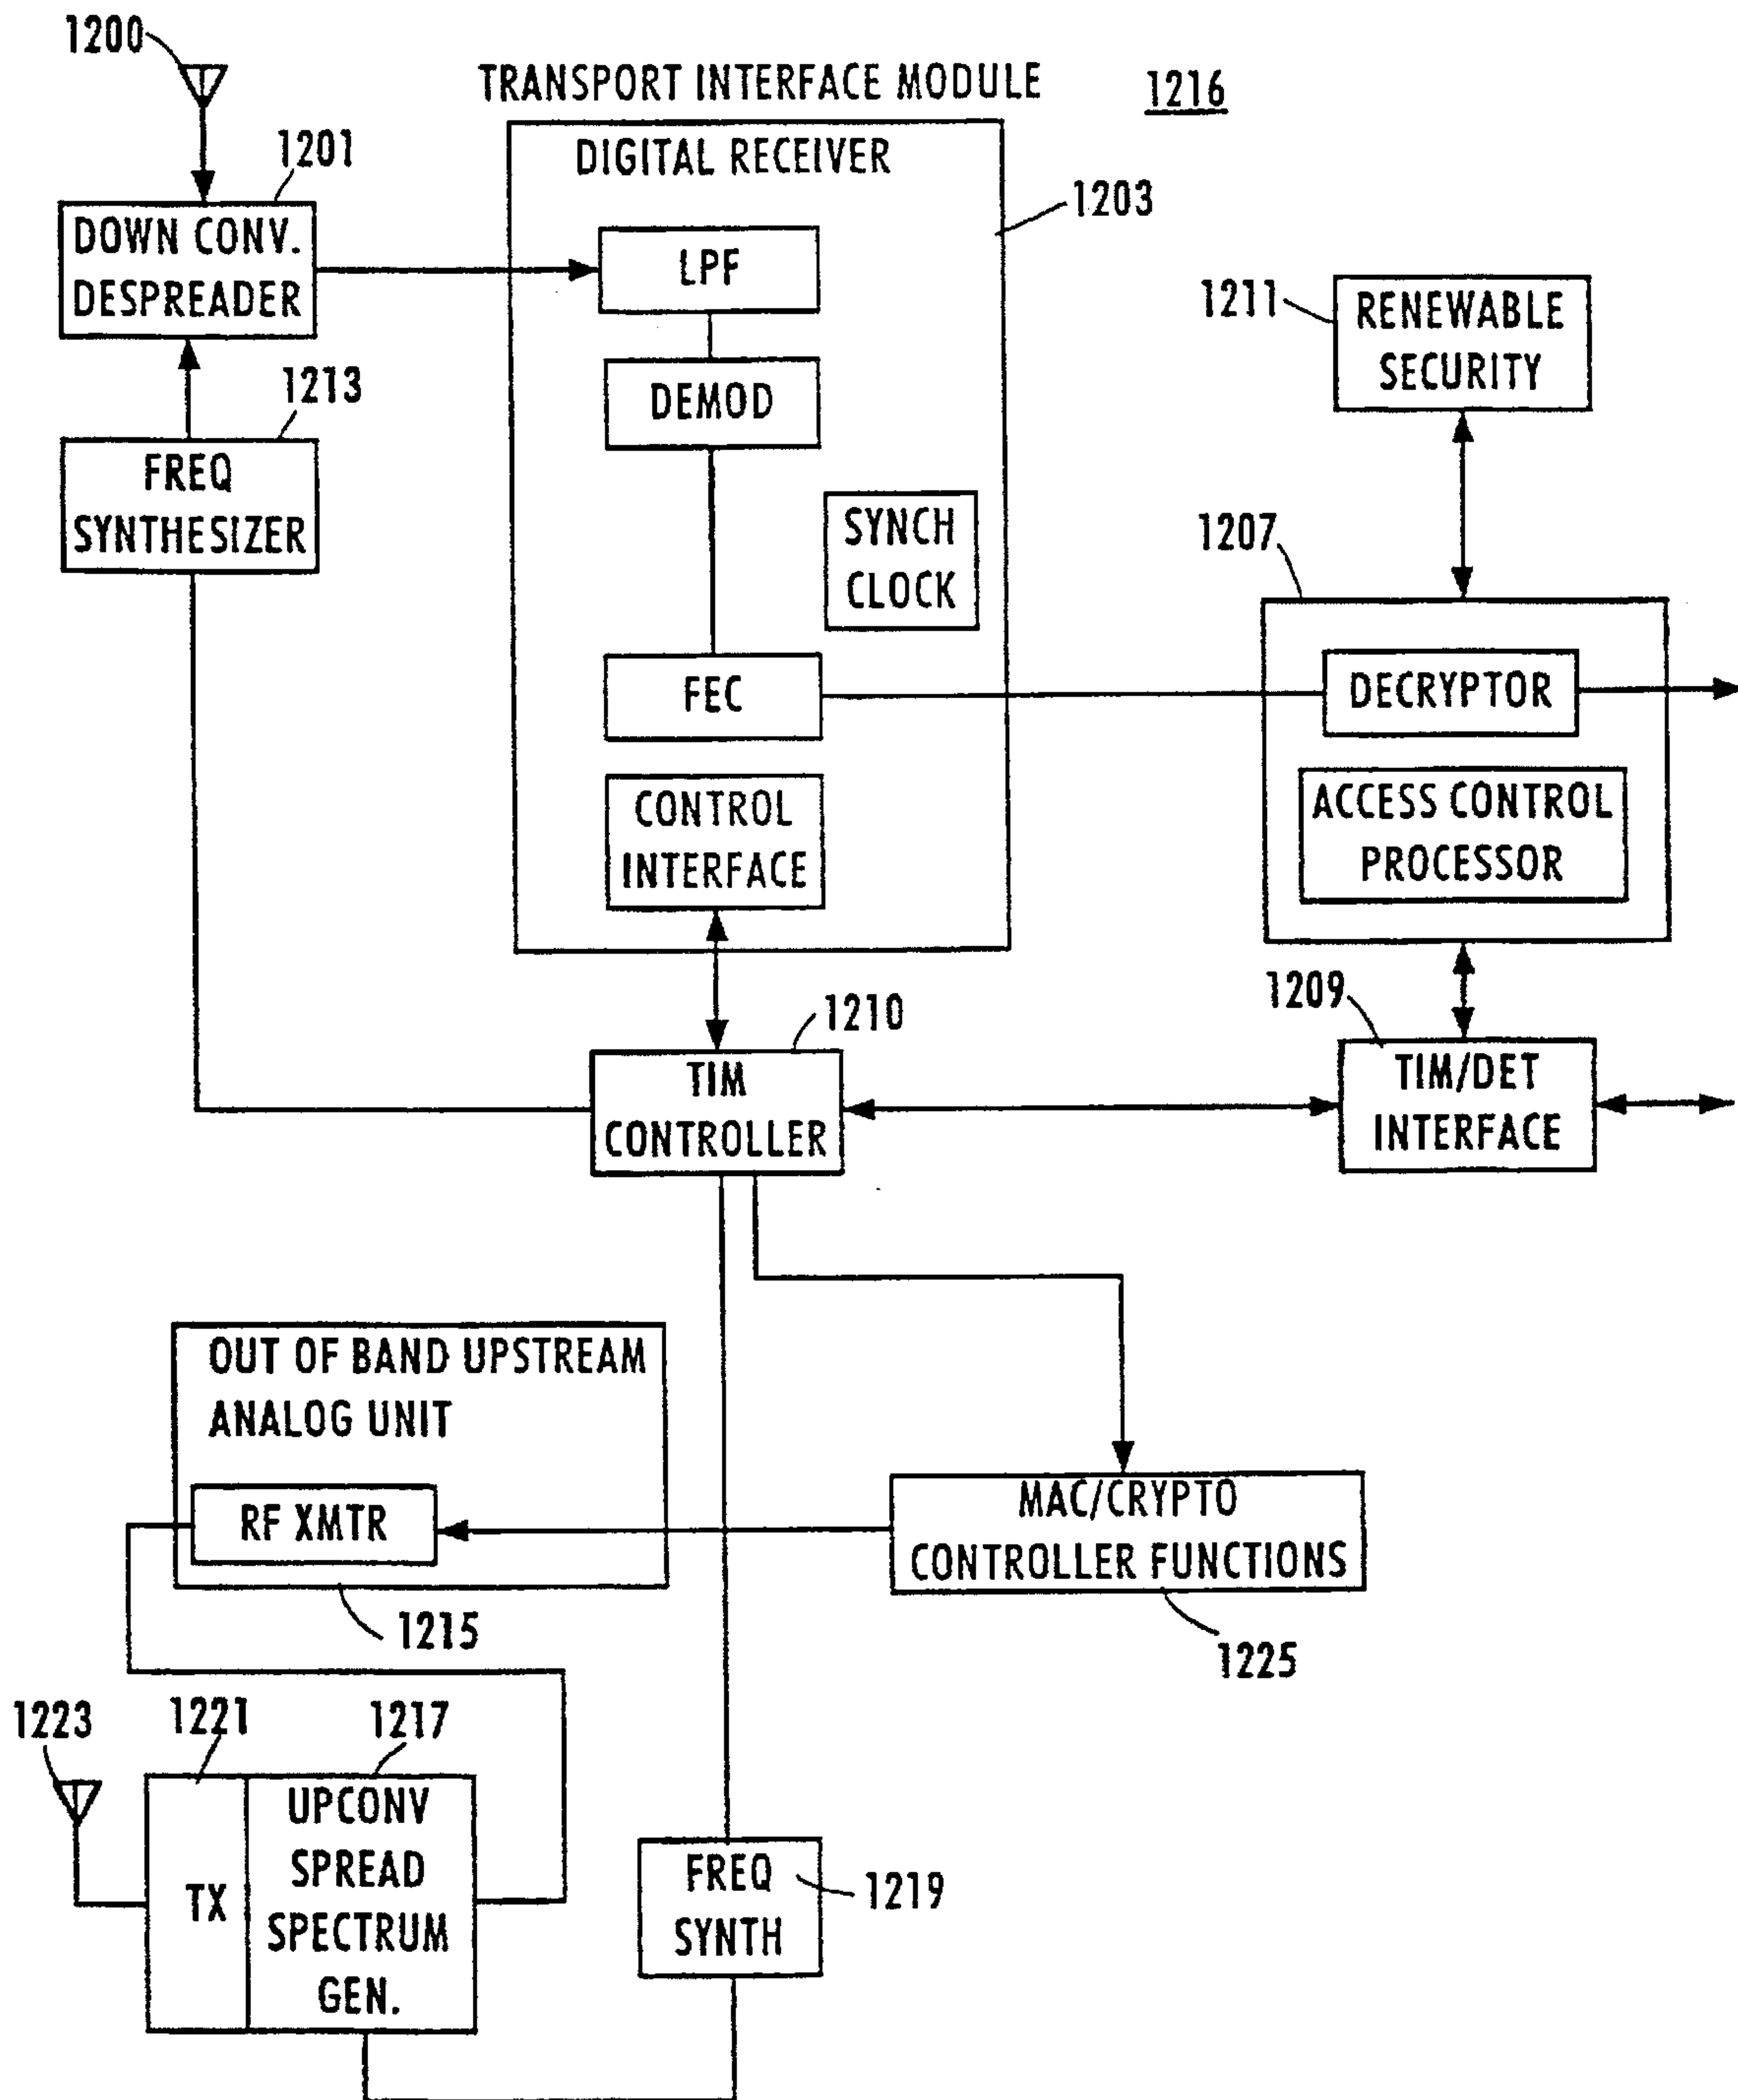 1200
TRANSPORT INTERFACE MODULE
1216
1201
DIGITAL RECEIVER
1203
DOWN CONV.
DESPREADER
LPF
1211
RENEWABLE
SECURITY
1213
DEMOD
FREQ
SYNTHESIZER
SYNCH
CLOCK
1207
FEC
DECRYPTOR
CONTROL
INTERFACE
ACCESS CONTROL
PROCESSOR
1210
1209
TIM
CONTROLLER
TIM/DET
INTERFACE
OUT OF BAND UPSTREAM
ANALOG UNIT
RF XMTR
MAC/CRYPTO
CONTROLLER FUNCTIONS
1215
1225
1223
1221
1217
TX
UPCONV
SPREAD
SPECTRUM
GEN.
FREQ
SYNTH
1219